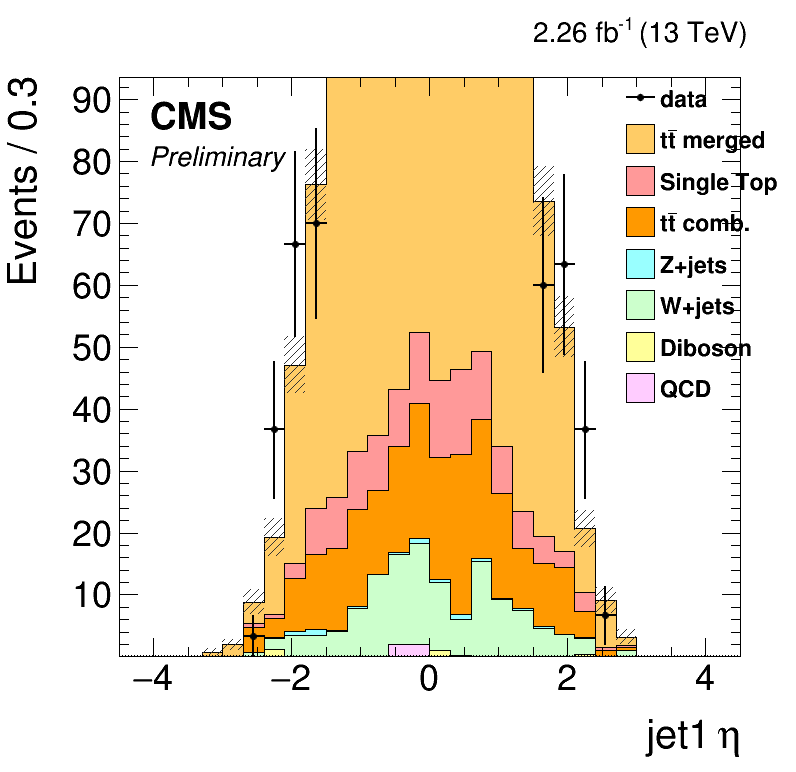 2.26 fb⁻¹ (13 TeV)
Events / 0.3
CMS
Preliminary
data
tt̄ merged
Single Top
tt̄ comb.
Z+jets
W+jets
Diboson
QCD
90
80
70
60
50
40
30
20
10
−4 −2 0 2 4
jet1 η